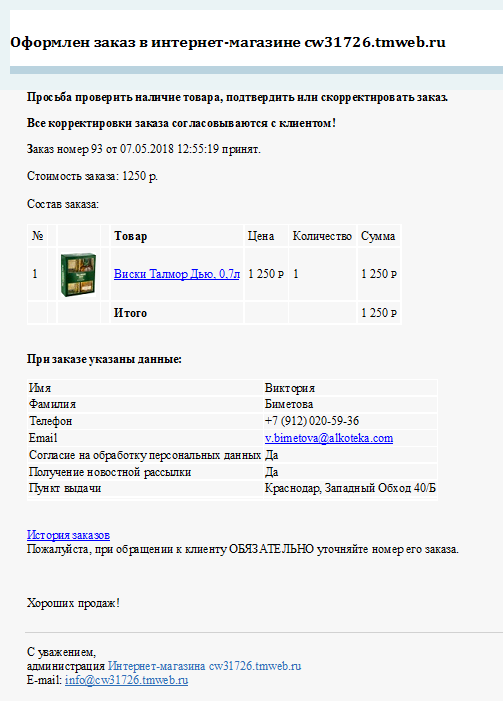 Оформлен заказ в интернет-магазине cw31726.tmweb.ru
Просьба проверить наличие товара, подтвердить или скорректировать заказ.
Все корректировки заказа согласовываются с клиентом!
Заказ номер 93 от 07.05.2018 12:55:19 принят.
Стоимость заказа: 1250 р.
Состав заказа:
№ Товар Цена Количество Сумма
1 Виски Талмор Дью, 0,7л 1 250 ₽ 1 1 250 ₽
Итого 1 250 ₽
При заказе указаны данные:
Имя Виктория
Фамилия Биметова
Телефон +7 (912) 020-59-36
Email v.bimetova@alkoteka.com
Согласие на обработку персональных данных Да
Получение новостной рассылки Да
Пункт выдачи Краснодар, Западный Обход 40/Б
История заказов
Пожалуйста, при обращении к клиенту ОБЯЗАТЕЛЬНО уточняйте номер его заказа.
Хороших продаж!
С уважением,
администрация Интернет-магазина cw31726.tmweb.ru
E-mail: info@cw31726.tmweb.ru